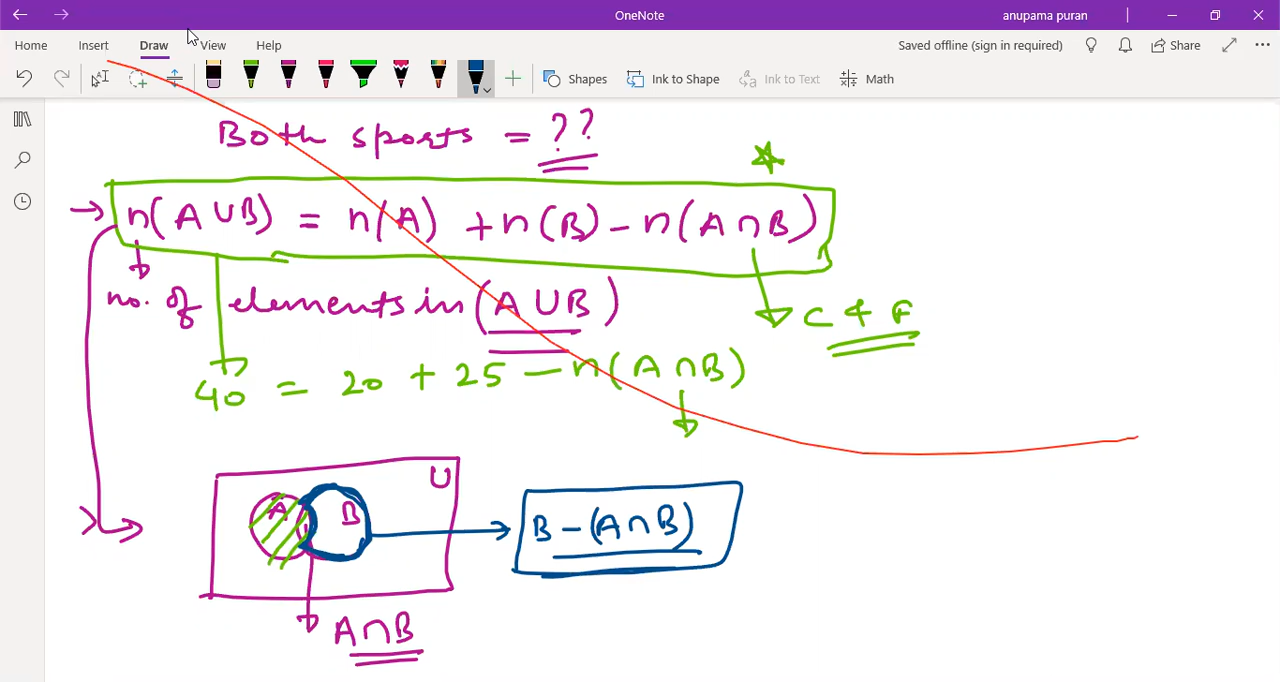 OneNote
anupama puran
Home Insert Draw View Help
Saved offline (sign in required)
Share
Shapes
Ink to Shape
Ink to Text
Math
Both sports = ??
n(A∪B) = n(A) + n(B) - n(A∩B)
no. of elements in (A∪B)
C & F
40 = 20 + 25 - n(A∩B)
U
A
B
B - (A∩B)
A∩B